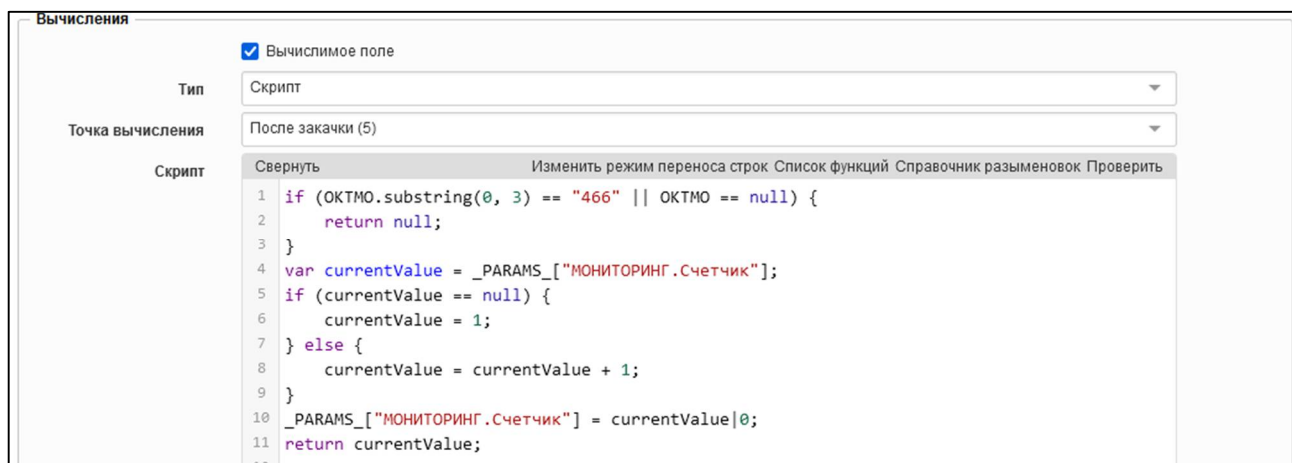 Вычисления
Вычислимое поле
Тип Скрипт
Точка вычисления После закачки (5)
Скрипт Свернуть Изменить режим переноса строк Список функций Справочник разыменовок Проверить
1 if (OKTMO.substring(0, 3) == "466" || OKTMO == null) {
2 return null;
3 }
4 var currentValue = _PARAMS_["МОНИТОРИНГ.Счетчик"];
5 if (currentValue == null) {
6 currentValue = 1;
7 } else {
8 currentValue = currentValue + 1;
9 }
10 _PARAMS_["МОНИТОРИНГ.Счетчик"] = currentValue|0;
11 return currentValue;